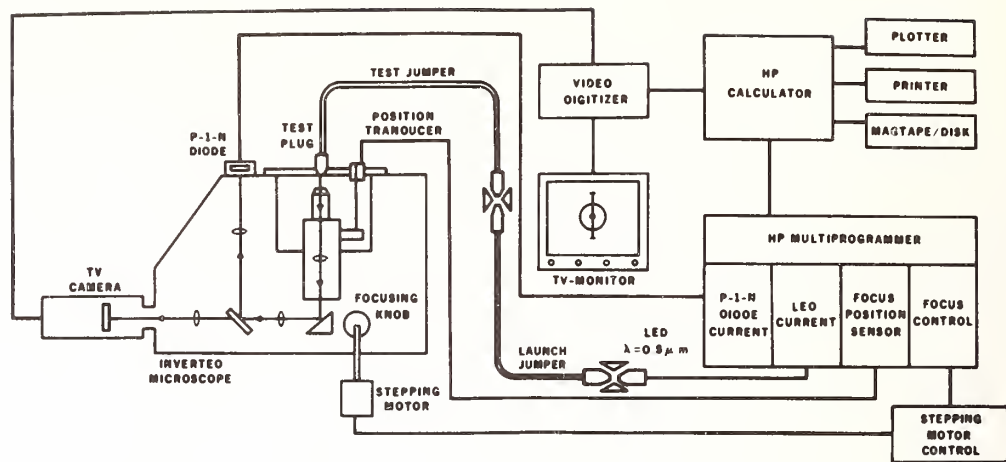 PLOTTER
HP
CALCULATOR
PRINTER
MAGTAPE/DISK
VIDEO
DIGITIZER
TEST JUMPER
POSITION
TRANOUCER
TEST
PLUG
P-I-N
DIODE
TV-MONITOR
HP MULTIPROGRAMMER
P-I-N
OIODE
CURRENT
LEO
CURRENT
FOCUS
POSITION
SENSOR
FOCUS
CONTROL
TV
CAMERA
FOCUSING
KNOB
INVERTEO
MICROSCOPE
STEPPING
MOTOR
LAUNCH
JUMPER
LED
λ=0.8μm
STEPPING
MOTOR
CONTROL